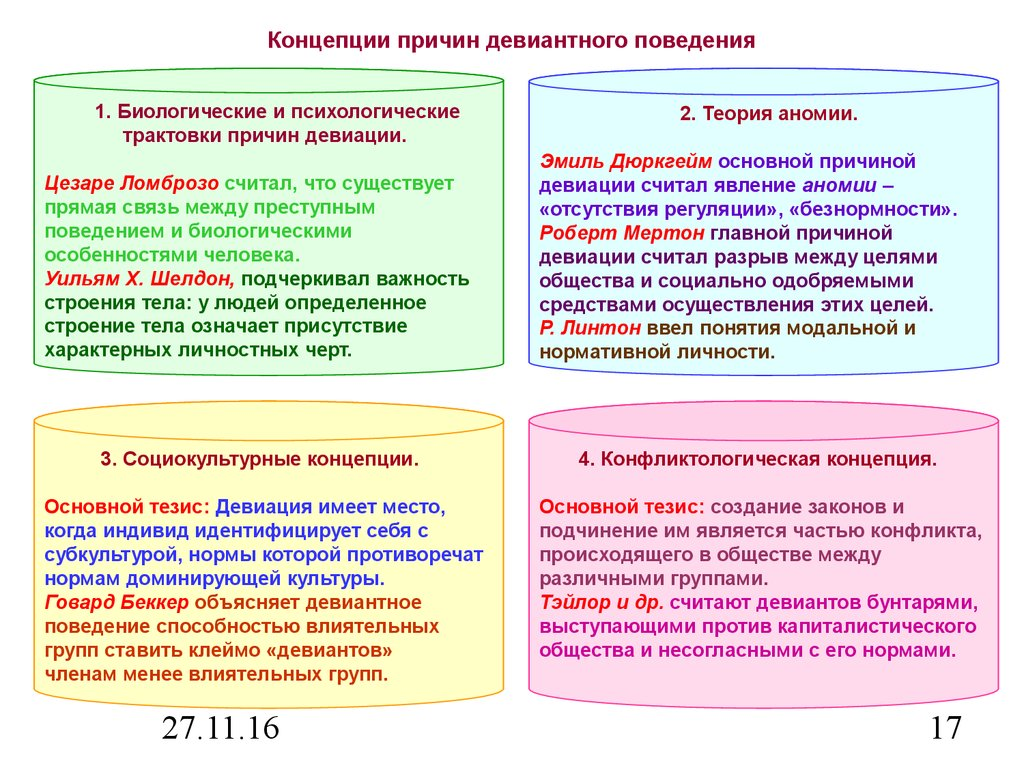 Концепции причин девиантного поведения
1. Биологические и психологические
трактовки причин девиации.
Цезаре Ломброзо считал, что существует
прямая связь между преступным
поведением и биологическими
особенностями человека.
Уильям Х. Шелдон, подчеркивал важность
строения тела: у людей определенное
строение тела означает присутствие
характерных личностных черт.
2. Теория аномии.
Эмиль Дюркгейм основной причиной
девиации считал явление аномии –
«отсутствия регуляции», «безнормности».
Роберт Мертон главной причиной
девиации считал разрыв между целями
общества и социально одобряемыми
средствами осуществления этих целей.
Р. Линтон ввел понятия модальной и
нормативной личности.
3. Социокультурные концепции.
Основной тезис: Девиация имеет место,
когда индивид идентифицирует себя с
субкультурой, нормы которой противоречат
нормам доминирующей культуры.
Говард Беккер объясняет девиантное
поведение способностью влиятельных
групп ставить клеймо «девиантов»
членам менее влиятельных групп.
4. Конфликтологическая концепция.
Основной тезис: создание законов и
подчинение им является частью конфликта,
происходящего в обществе между
различными группами.
Тэйлор и др. считают девиантов бунтарями,
выступающими против капиталистического
общества и несогласными с его нормами.
27.11.16
17